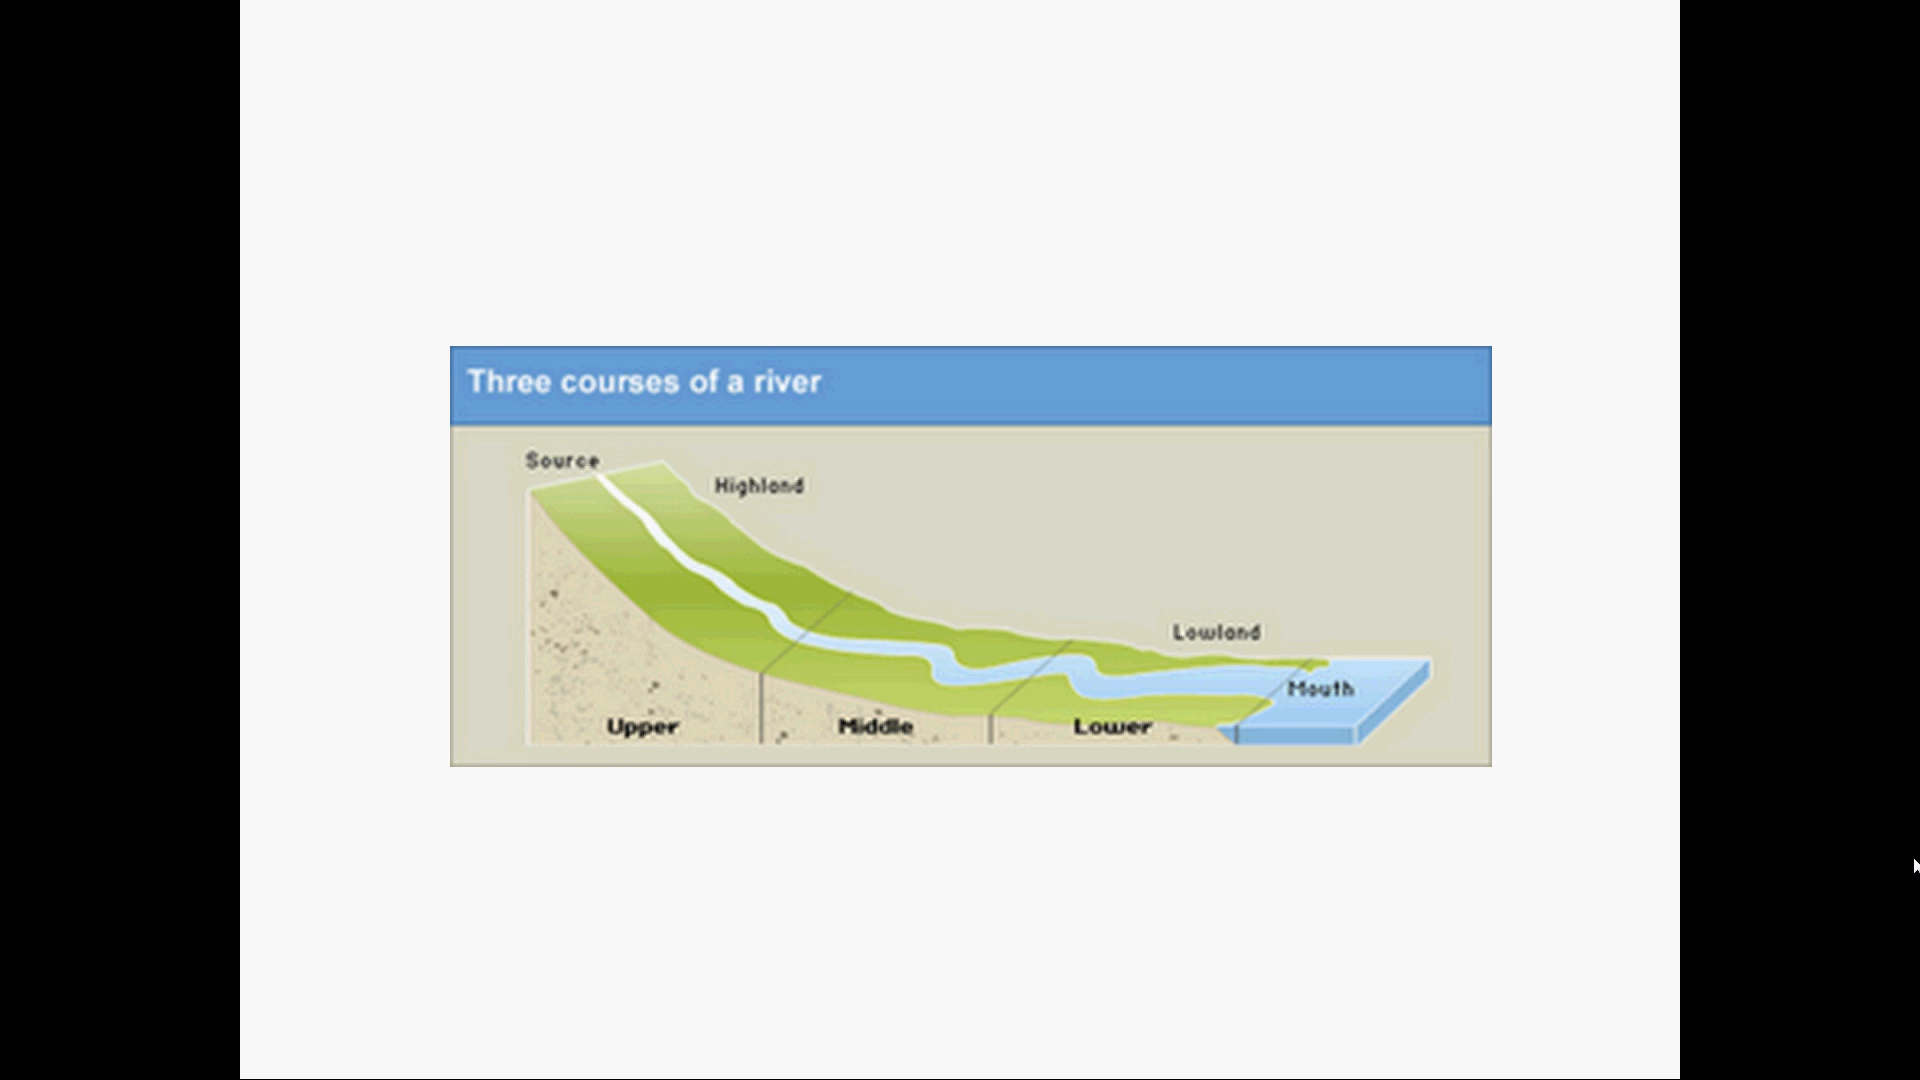 Three courses of a river
Source
Highland
Lowland
Mouth
Upper
Middle
Lower